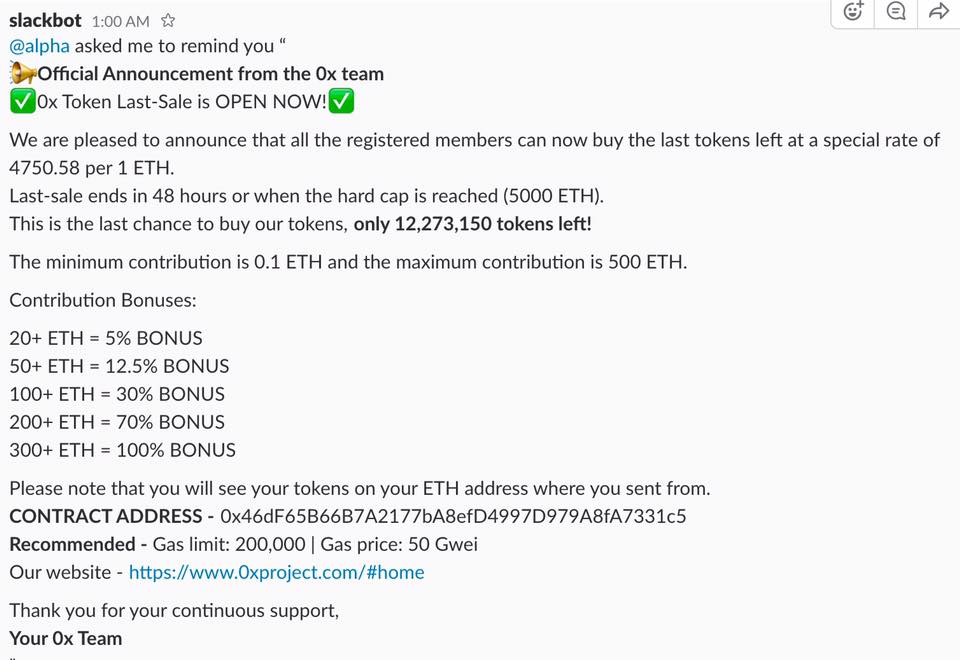 slackbot 1:00 AM
@alpha asked me to remind you “
Official Announcement from the 0x team
0x Token Last-Sale is OPEN NOW!
We are pleased to announce that all the registered members can now buy the last tokens left at a special rate of
4750.58 per 1 ETH.
Last-sale ends in 48 hours or when the hard cap is reached (5000 ETH).
This is the last chance to buy our tokens, only 12,273,150 tokens left!
The minimum contribution is 0.1 ETH and the maximum contribution is 500 ETH.
Contribution Bonuses:
20+ ETH = 5% BONUS
50+ ETH = 12.5% BONUS
100+ ETH = 30% BONUS
200+ ETH = 70% BONUS
300+ ETH = 100% BONUS
Please note that you will see your tokens on your ETH address where you sent from.
CONTRACT ADDRESS - 0x46dF65B66B7A2177bA8efD4997D979A8fA7331c5
Recommended - Gas limit: 200,000 | Gas price: 50 Gwei
Our website - https://www.0xproject.com/#home
Thank you for your continuous support,
Your 0x Team
"